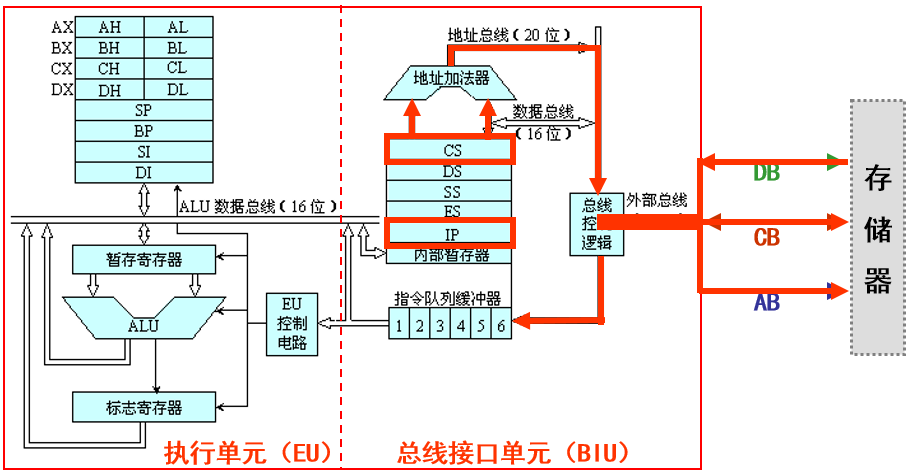 AX AH AL
BX BH BL
CX CH CL
DX DH DL
SP
BP
SI
DI
ALU 数据总线（16 位）
暂存寄存器
ALU
标志寄存器
EU
控制
电路
执行单元（EU）
地址总线（20 位）
地址加法器
数据总线
（16 位）
CS
DS
SS
ES
IP
内部暂存器
指令队列缓冲器
1 2 3 4 5 6
总线
控制
逻辑
外部总线
总线接口单元（BIU）
DB
CB
AB
存
储
器